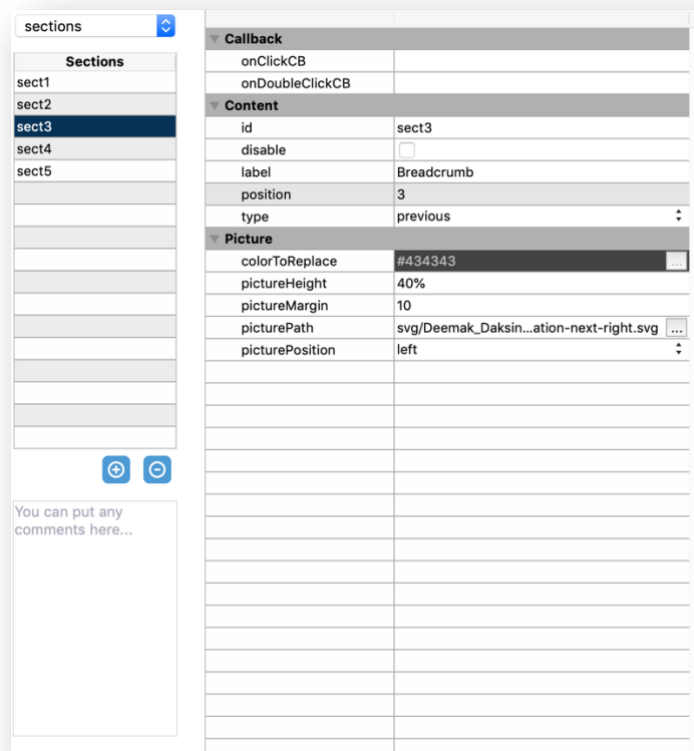 sections
Sections
sect1
sect2
sect3
sect4
sect5
You can put any
comments here...
Callback
onClickCB
onDoubleClickCB
Content
id sect3
disable
label Breadcrumb
position 3
type previous
Picture
colorToReplace #434343 ...
pictureHeight 40%
pictureMargin 10
picturePath svg/Deemak_Daksin...ation-next-right.svg ...
picturePosition left